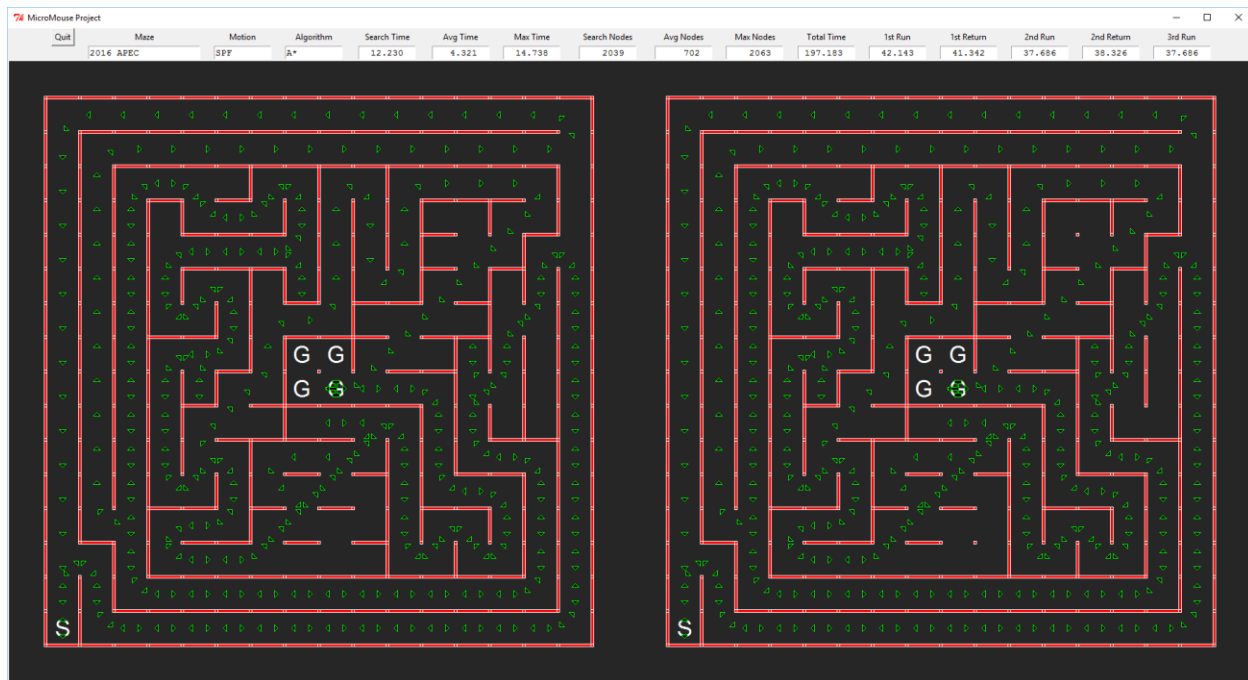 MicroMouse Project
Quit Maze Motion Algorithm Search Time Avg Time Max Time Search Nodes Avg Nodes Max Nodes Total Time 1st Run 1st Return 2nd Run 2nd Return 3rd Run
2016 APEC SPF A* 12.230 4.321 14.738 2039 702 2063 197.183 42.143 41.342 37.686 38.326 37.686
G G G G
G G G G
S S